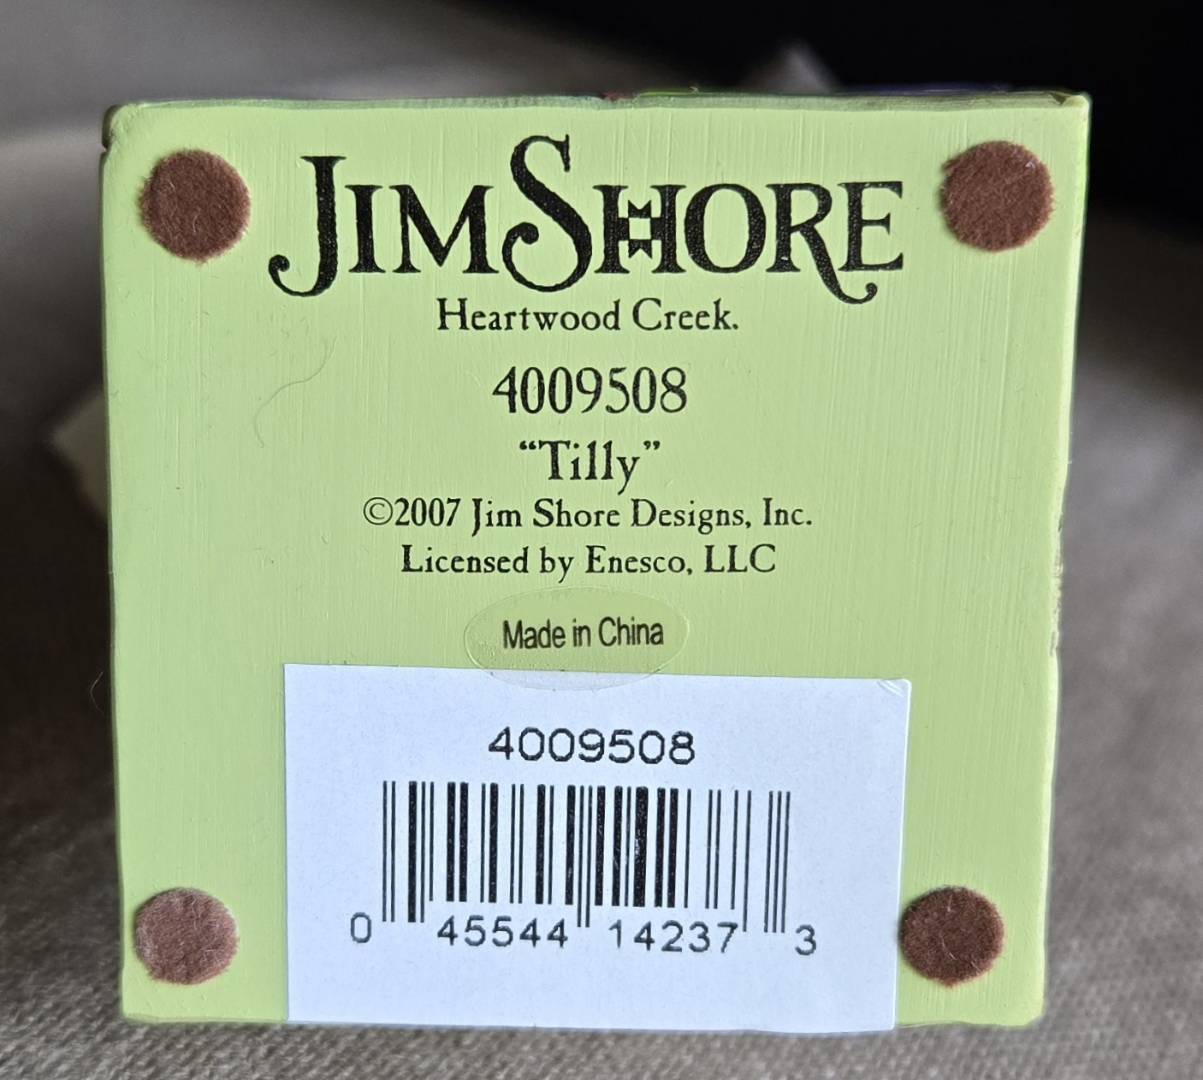 JIM SHORE
Heartwood Creek.
4009508
“Tilly”
©2007 Jim Shore Designs, Inc.
Licensed by Enesco, LLC
Made in China
4009508
0 45544 14237 3